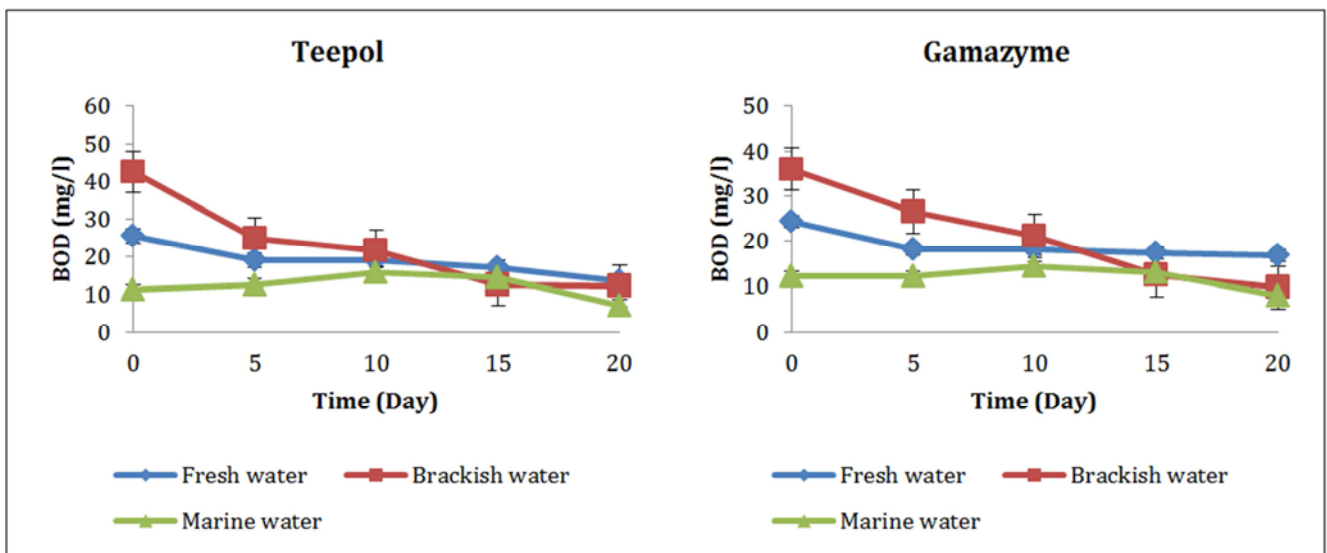 Teepol
60
50
40
30
20
10
0
BOD (mg/l)
0 5 10 15 20
Time (Day)
Fresh water
Brackish water
Marine water
Gamazyme
50
40
30
20
10
0
BOD (mg/l)
0 5 10 15 20
Time (Day)
Fresh water
Brackish water
Marine water